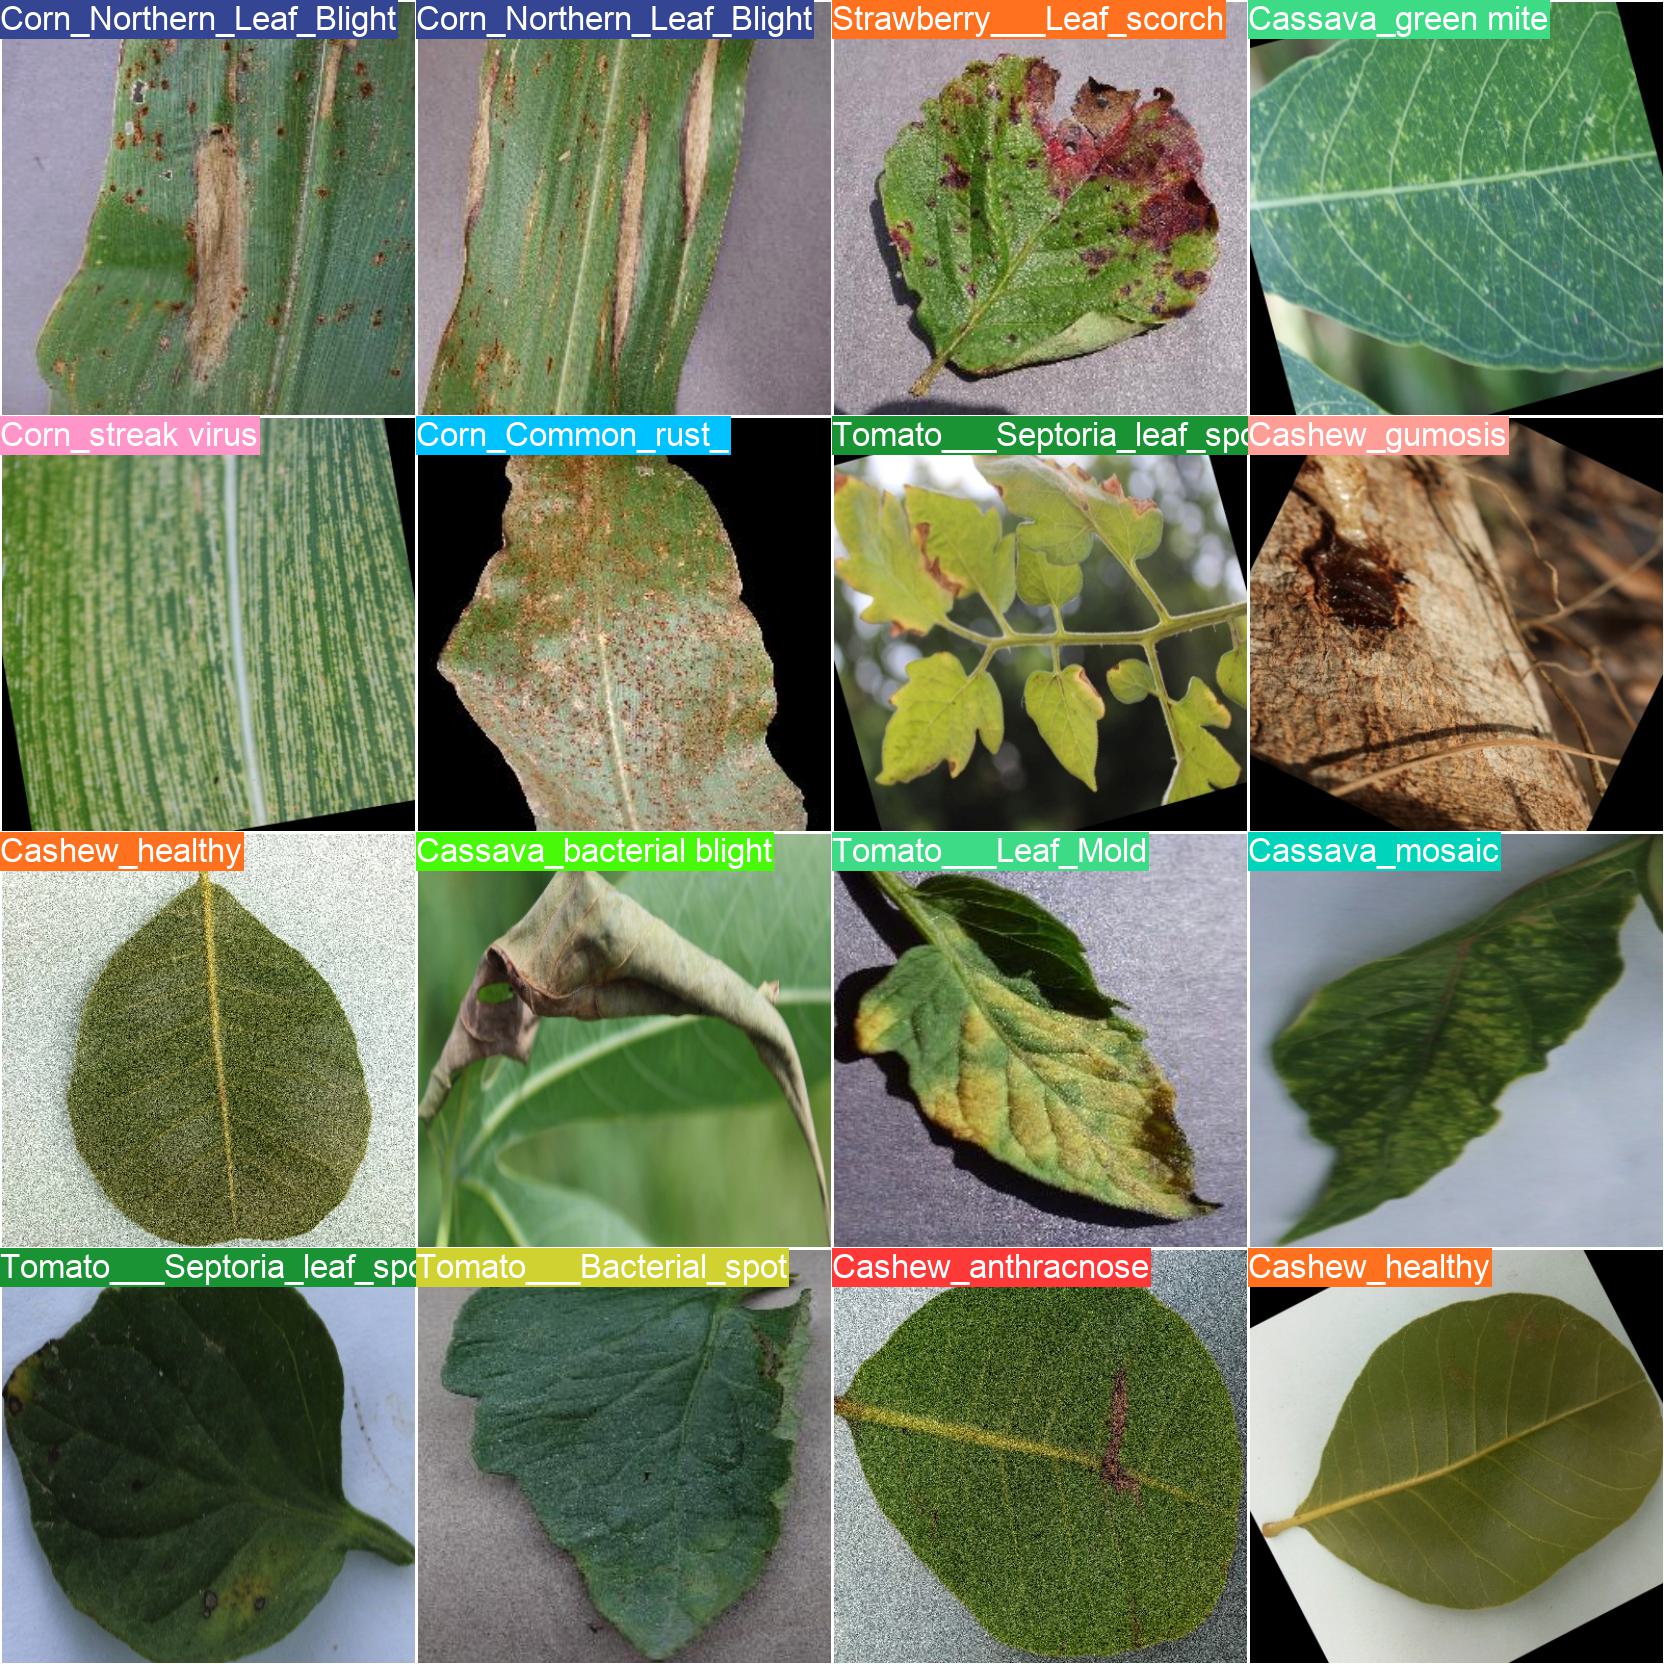 Corn_Northern_Leaf_Blight
Corn_Northern_Leaf_Blight
Strawberry___Leaf_scorch
Cassava_green mite
Corn_streak virus
Corn_Common_rust_
Tomato___Septoria_leaf_spo
Cashew_gumosis
Cashew_healthy
Cassava_bacterial blight
Tomato___Leaf_Mold
Cassava_mosaic
Tomato___Septoria_leaf_spo
Tomato___Bacterial_spot
Cashew_anthracnose
Cashew_healthy